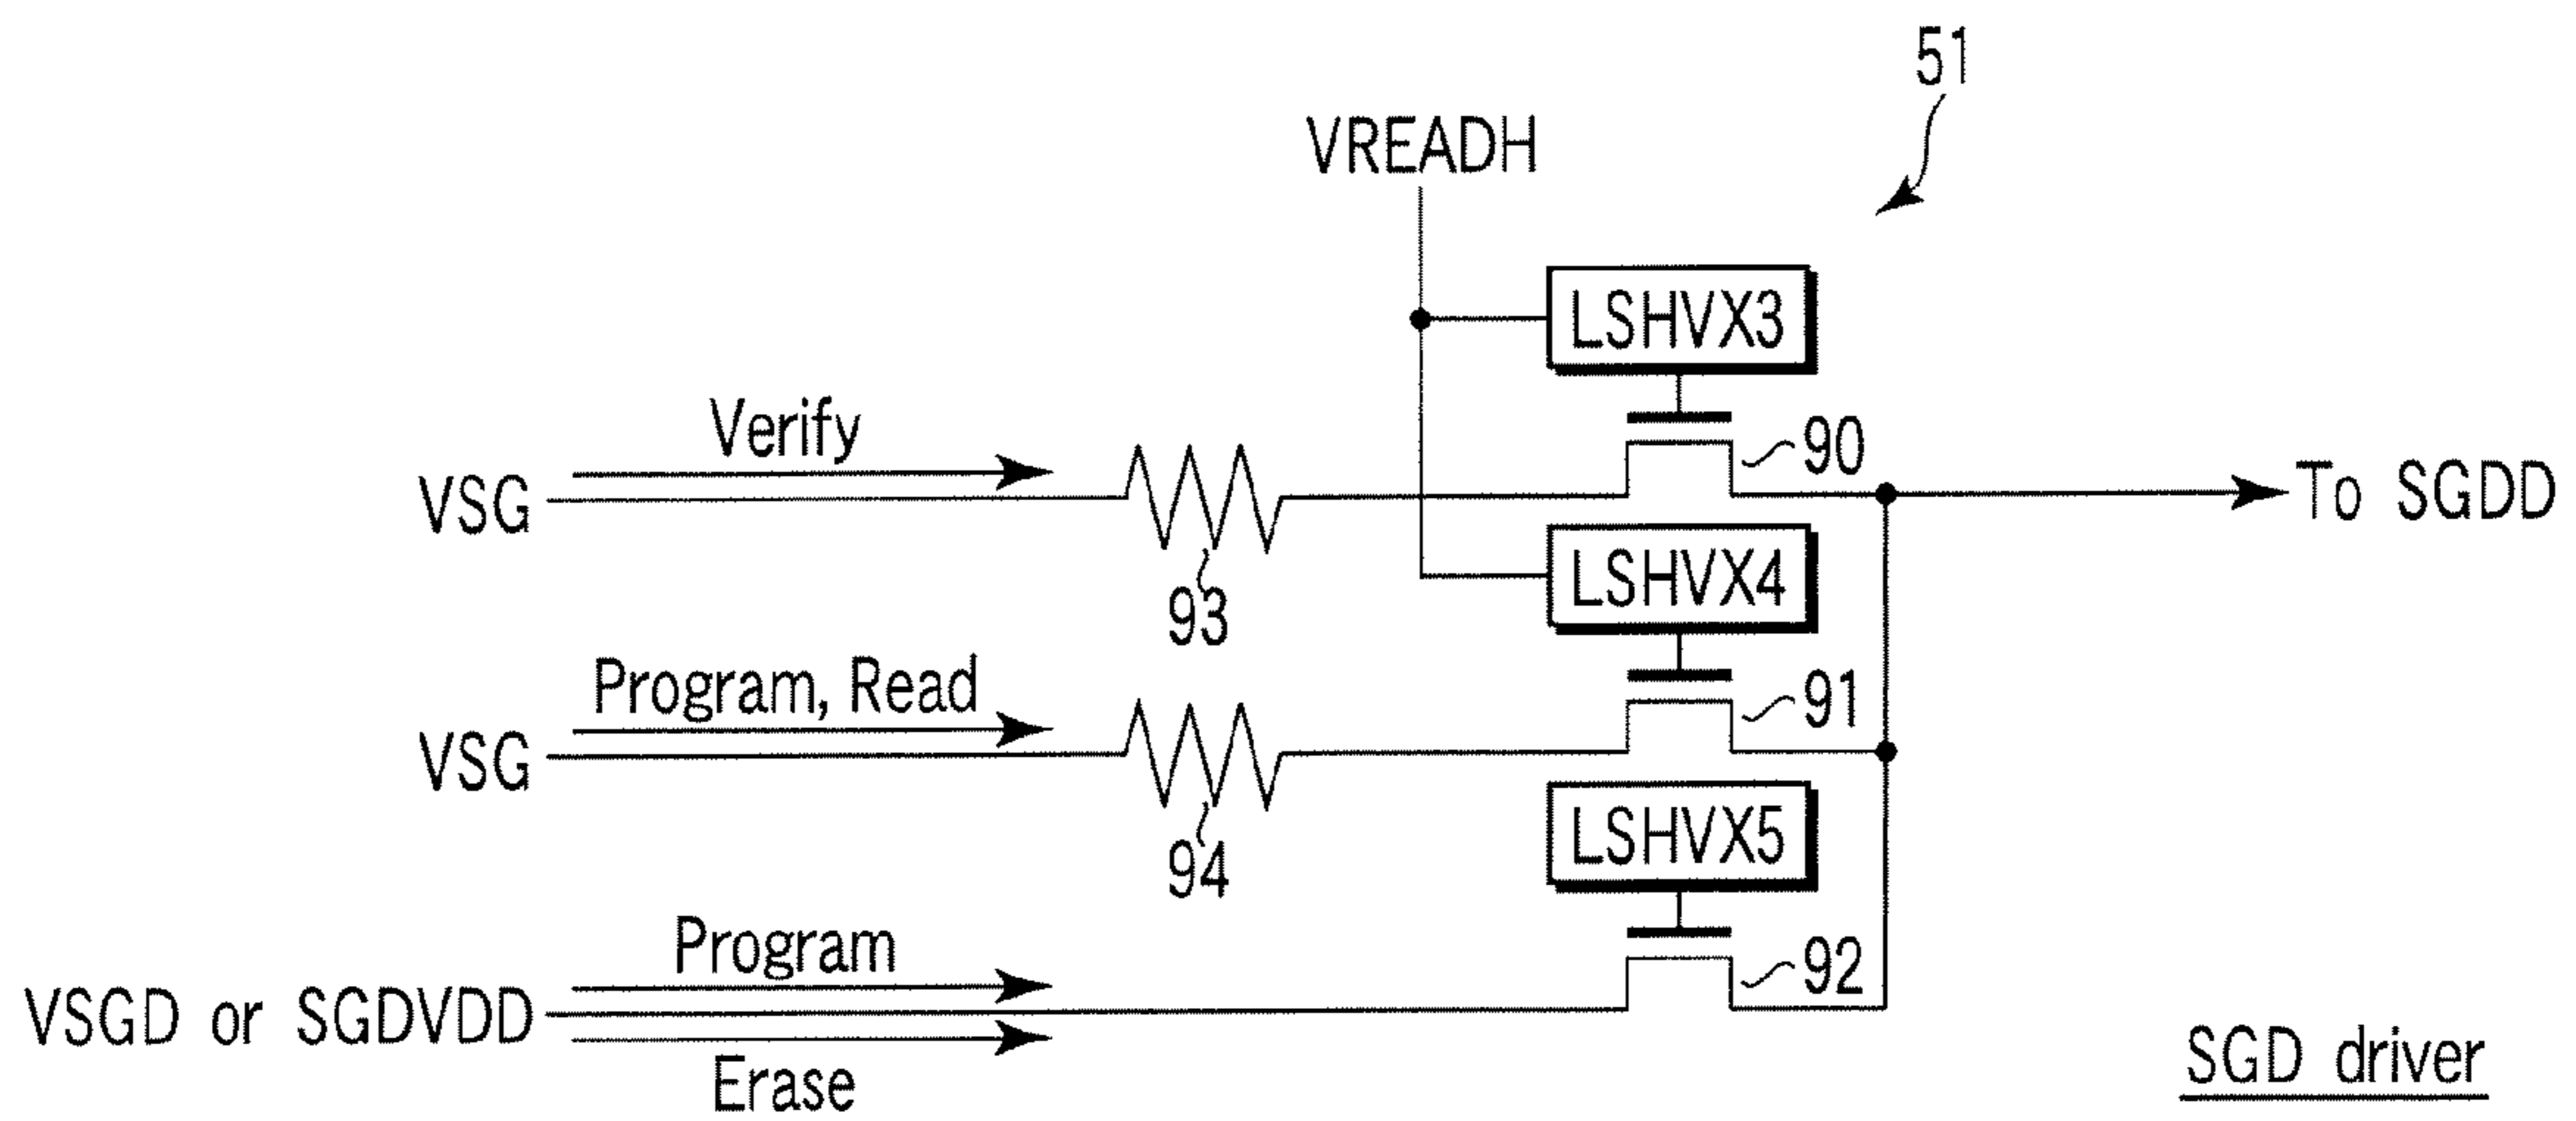 51
VREADH
LSHVX3
Verify
90
VSG
To SGDD
LSHVX4
93
Program, Read
91
VSG
LSHVX5
94
Program
92
VSGD or SGDVDD
Erase
SGD driver